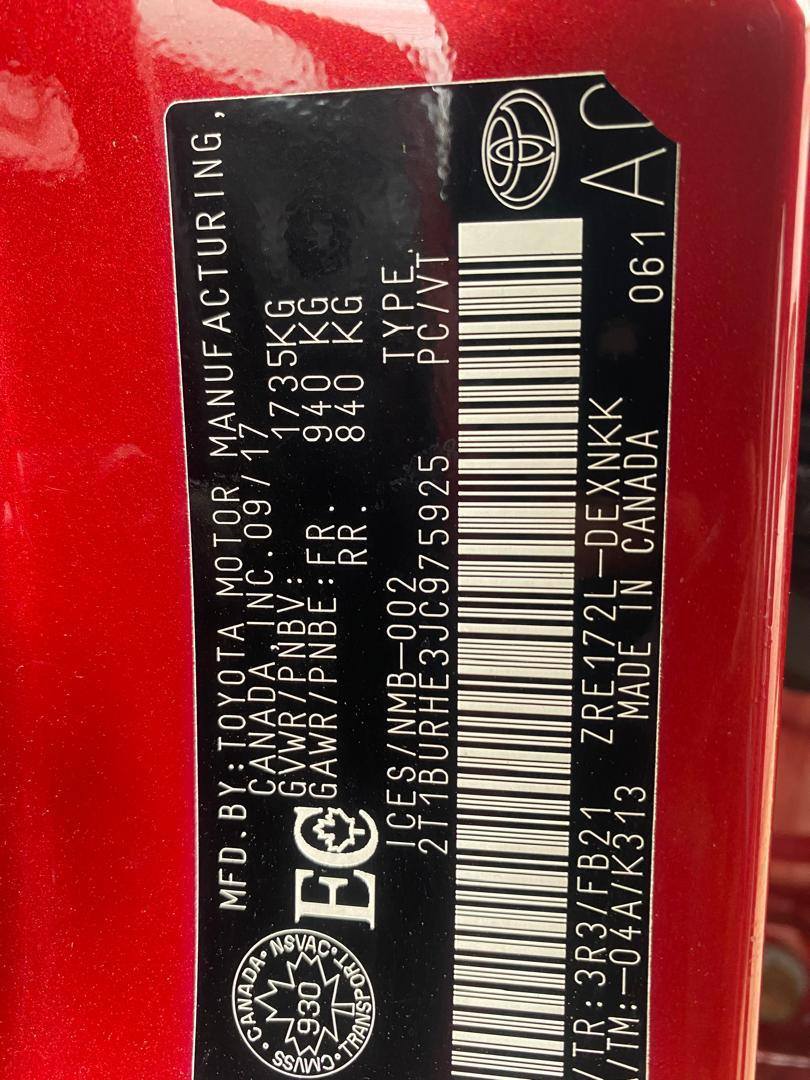 MFD.BY:TOYOTA MOTOR MANUFACTURING,
CANADA,INC.09/17
GVWR/PNBV: 1735KG
GAWR/PNBE:FR. 940 KG
RR. 840 KG
CANADA • NSVAC • TRANSPORT • CMVSS
930
EC
ICES/NMB-002 TYPE
2T1BURHE3JC975925 PC/VT
/TR:3R3/FB21 ZRE172L-DEXNKK
/TM:-04A/K313 MADE IN CANADA 061